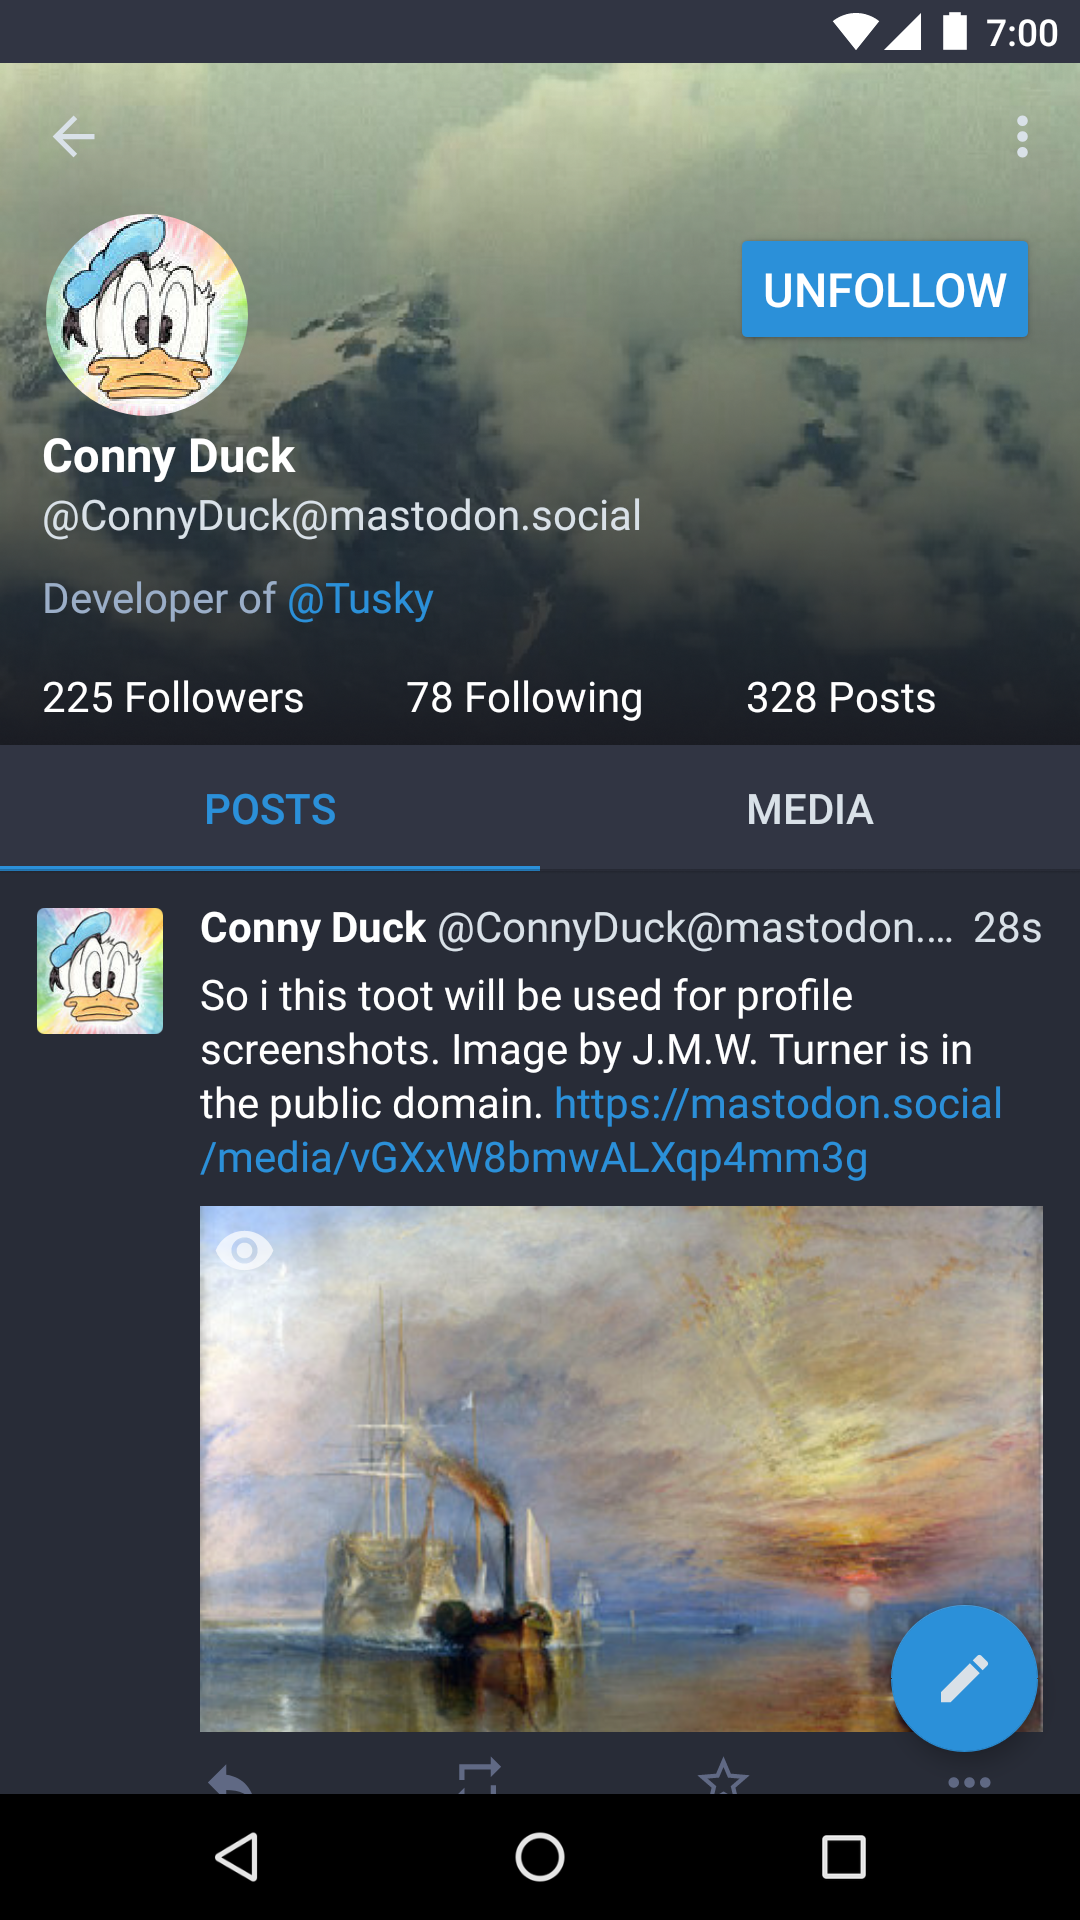 7:00
UNFOLLOW
Conny Duck
@ConnyDuck@mastodon.social
Developer of @Tusky
225 Followers 78 Following 328 Posts
POSTS MEDIA
Conny Duck @ConnyDuck@mastodon.... 28s
So i this toot will be used for profile
screenshots. Image by J.M.W. Turner is in
the public domain. https://mastodon.social
/media/vGXxW8bmwALXqp4mm3g